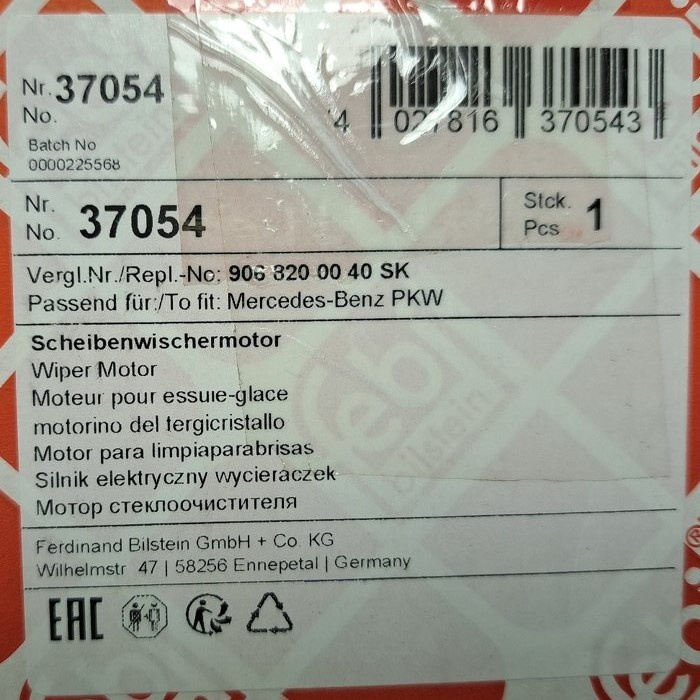 Nr. 37054
No.
Batch No
0000225568
4 027816 370543
Nr.
No. 37054
Stck.
Pcs 1
Vergl.Nr./Repl.-No: 906 820 00 40 SK
Passend für:/To fit: Mercedes-Benz PKW
Scheibenwischermotor
Wiper Motor
Moteur pour essuie-glace
motorino del tergicristallo
Motor para limpiaparabrisas
Silnik elektryczny wycieraczek
Мотор стеклоочистителя
Ferdinand Bilstein GmbH + Co. KG
Wilhelmstr. 47 | 58256 Ennepetal | Germany
EAC
febi
bilstein